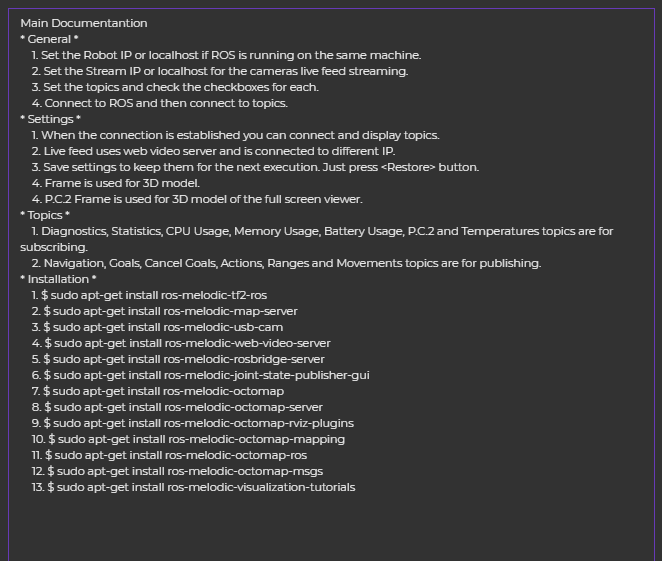 Main Documentantion
* General *
1. Set the Robot IP or localhost if ROS is running on the same machine.
2. Set the Stream IP or localhost for the cameras live feed streaming.
3. Set the topics and check the checkboxes for each.
4. Connect to ROS and then connect to topics.
* Settings *
1. When the connection is established you can connect and display topics.
2. Live feed uses web video server and is connected to different IP.
3. Save settings to keep them for the next execution. Just press <Restore> button.
4. Frame is used for 3D model.
4. P.C.2 Frame is used for 3D model of the full screen viewer.
* Topics *
1. Diagnostics, Statistics, CPU Usage, Memory Usage, Battery Usage, P.C.2 and Temperatures topics are for
subscribing.
2. Navigation, Goals, Cancel Goals, Actions, Ranges and Movements topics are for publishing.
* Installation *
1. $ sudo apt-get install ros-melodic-tf2-ros
2. $ sudo apt-get install ros-melodic-map-server
3. $ sudo apt-get install ros-melodic-usb-cam
4. $ sudo apt-get install ros-melodic-web-video-server
5. $ sudo apt-get install ros-melodic-rosbridge-server
6. $ sudo apt-get install ros-melodic-joint-state-publisher-gui
7. $ sudo apt-get install ros-melodic-octomap
8. $ sudo apt-get install ros-melodic-octomap-server
9. $ sudo apt-get install ros-melodic-octomap-rviz-plugins
10. $ sudo apt-get install ros-melodic-octomap-mapping
11. $ sudo apt-get install ros-melodic-octomap-ros
12. $ sudo apt-get install ros-melodic-octomap-msgs
13. $ sudo apt-get install ros-melodic-visualization-tutorials